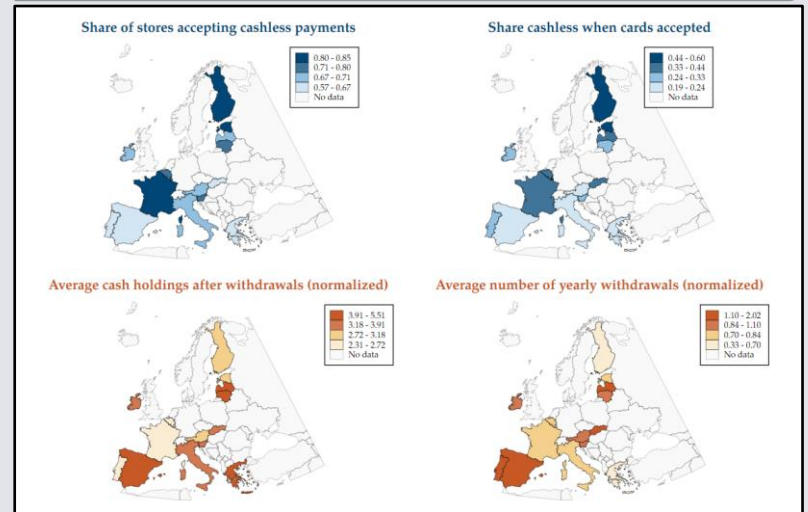 Share of stores accepting cashless payments
0.80 - 0.85
0.71 - 0.80
0.67 - 0.71
0.57 - 0.67
No data
Share cashless when cards accepted
0.44 - 0.60
0.33 - 0.44
0.24 - 0.33
0.19 - 0.24
No data
Average cash holdings after withdrawals (normalized)
3.91 - 5.51
3.18 - 3.91
2.72 - 3.18
2.31 - 2.72
No data
Average number of yearly withdrawals (normalized)
1.10 - 2.02
0.84 - 1.10
0.70 - 0.84
0.33 - 0.70
No data